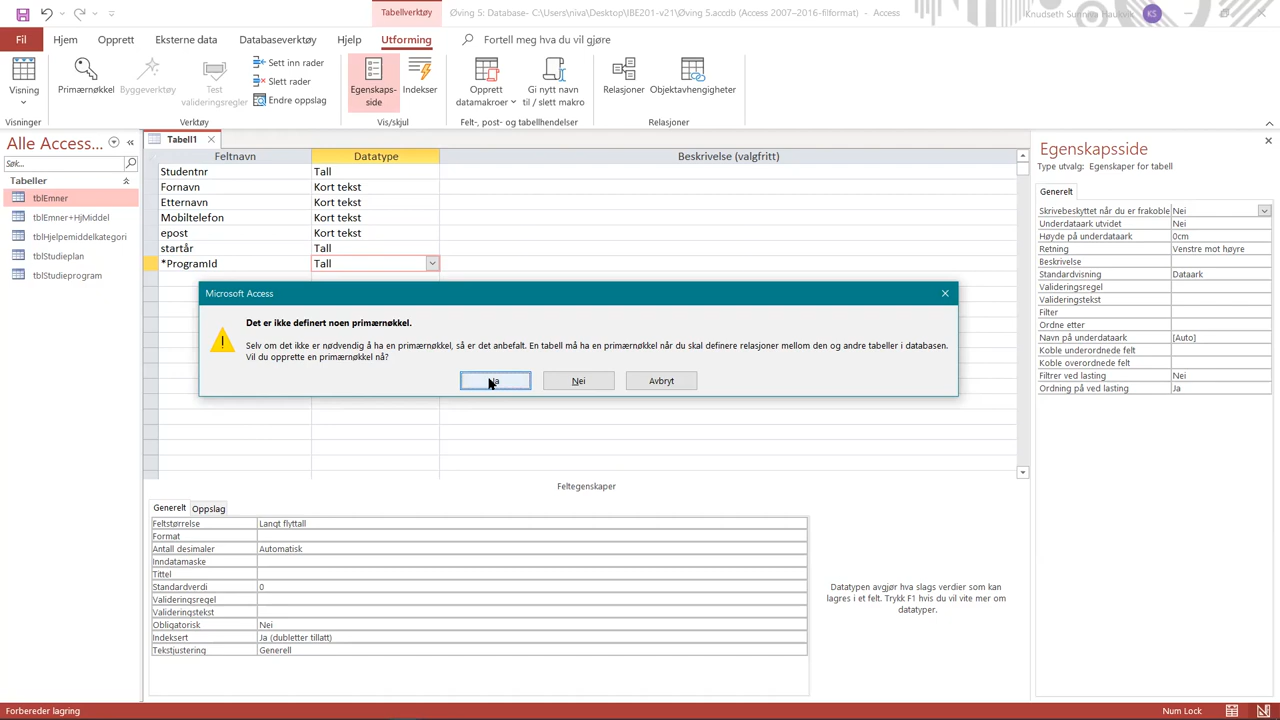 Tabellverktøy
Øving 5: Database- C:\Users\niva\Desktop\IBE201-v21\Øving 5.accdb (Access 2007–2016-filformat) - Access
Knudseth Sunniva Haukvik
KS
Fil
Hjem
Opprett
Eksterne data
Databaseverktøy
Hjelp
Utforming
Fortell meg hva du vil gjøre
Visning
Primærnøkkel
Byggeverktøy
Test valideringsregler
Sett inn rader
Slett rader
Endre oppslag
Egenskaps-
side
Indekser
Opprett
datamakroer
Gi nytt navn
til / slett makro
Relasjoner
Objektavhengigheter
Visninger
Verktøy
Vis/skjul
Felt-, post- og tabellhendelser
Relasjoner
Alle Access...
Søk...
Tabeller
tblEmner
tblEmner+HjMiddel
tblHjelpemiddelkategori
tblStudieplan
tblStudieprogram
Tabell1
Feltnavn Datatype Beskrivelse (valgfritt)
Studentnr Tall
Fornavn Kort tekst
Etternavn Kort tekst
Mobiltelefon Kort tekst
epost Kort tekst
startår Tall
*ProgramId Tall
Microsoft Access
Det er ikke definert noen primærnøkkel.
Selv om det ikke er nødvendig å ha en primærnøkkel, så er det anbefalt. En tabell må ha en primærnøkkel når du skal definere relasjoner mellom den og andre tabeller i databasen.
Vil du opprette en primærnøkkel nå?
Nei
Avbryt
Feltegenskaper
Generelt
Oppslag
Feltstørrelse Langt flyttall
Format
Antall desimaler Automatisk
Inndatamaske
Tittel
Standardverdi 0
Valideringsregel
Valideringstekst
Obligatorisk Nei
Indeksert Ja (dubletter tillatt)
Tekstjustering Generell
Datatypen avgjør hva slags verdier som kan
lagres i et felt. Trykk F1 hvis du vil vite mer om
datatyper.
Egenskapsside
Type utvalg: Egenskaper for tabell
Generelt
Skrivebeskyttet når du er frakoble Nei
Underdataark utvidet Nei
Høyde på underdataark 0cm
Retning Venstre mot høyre
Beskrivelse
Standardvisning Dataark
Valideringsregel
Valideringstekst
Filter
Ordne etter
Navn på underdataark [Auto]
Koble underordnede felt
Koble overordnede felt
Filtrer ved lasting Nei
Ordning på ved lasting Ja
Forbereder lagring
Num Lock